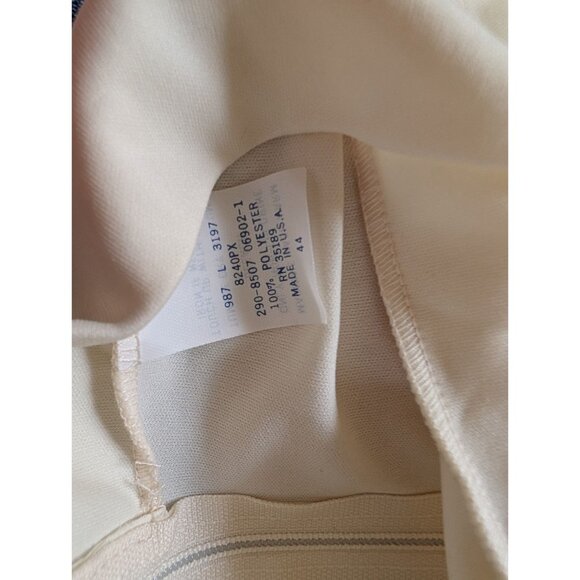 987 L 3197
8240PX
290-8507 06902-1
100% POLYESTER
RN 35189
MADE IN U.S.A.
44